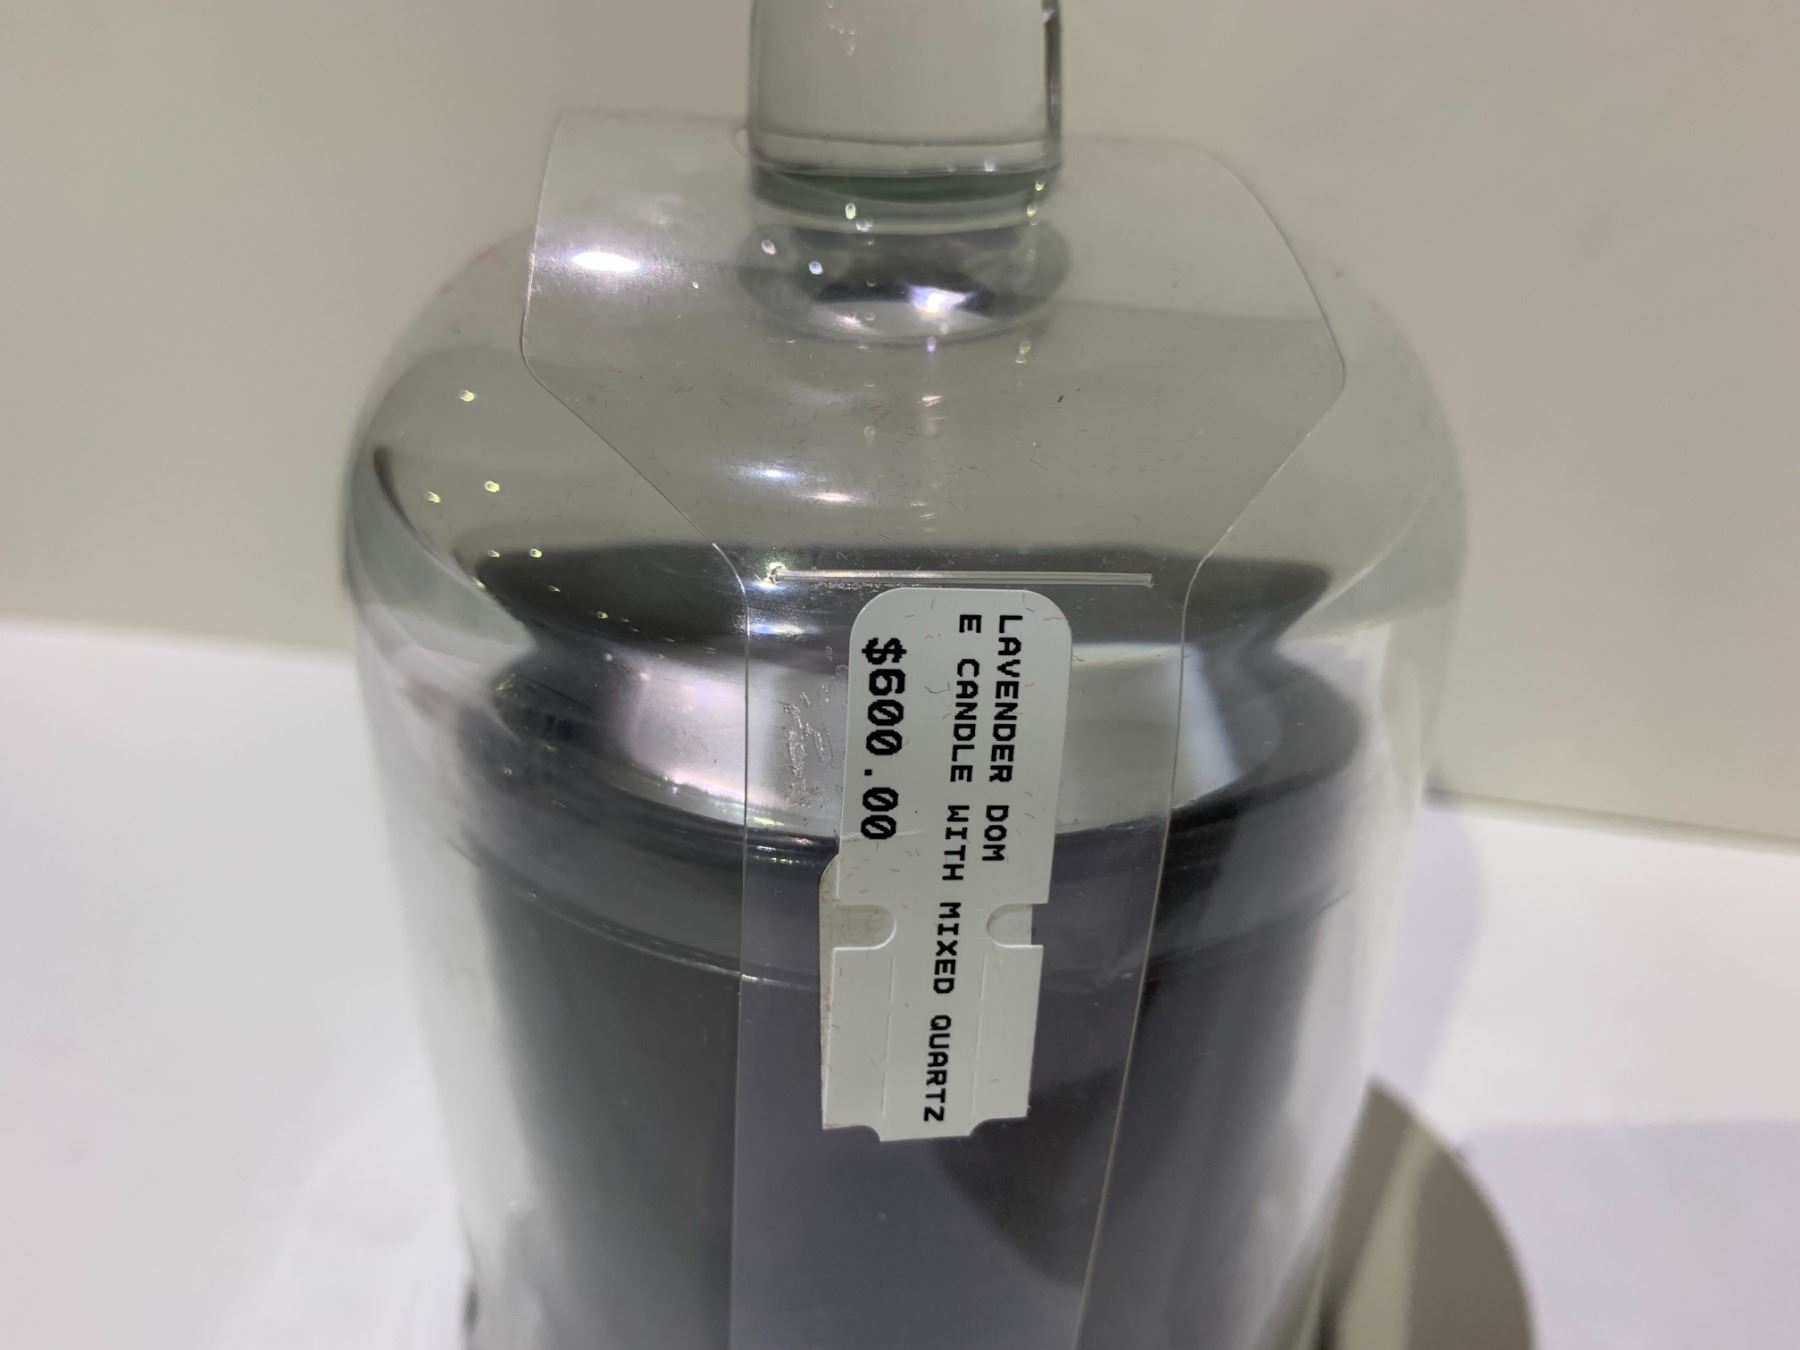 LAVENDER DOM
E CANDLE WITH MIXED QUARTZ
$600.00